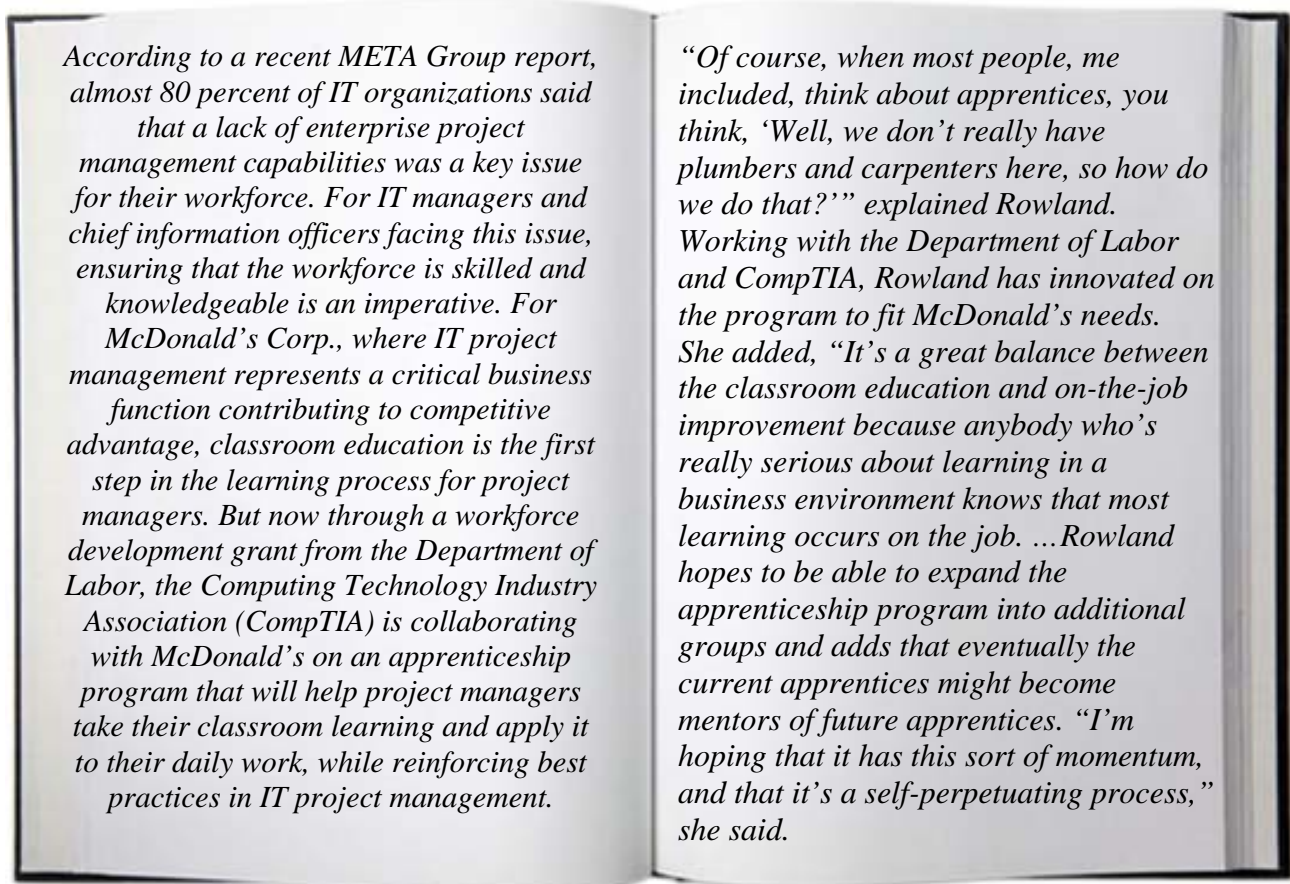 According to a recent META Group report,
almost 80 percent of IT organizations said
that a lack of enterprise project
management capabilities was a key issue
for their workforce. For IT managers and
chief information officers facing this issue,
ensuring that the workforce is skilled and
knowledgeable is an imperative. For
McDonald’s Corp., where IT project
management represents a critical business
function contributing to competitive
advantage, classroom education is the first
step in the learning process for project
managers. But now through a workforce
development grant from the Department of
Labor, the Computing Technology Industry
Association (CompTIA) is collaborating
with McDonald’s on an apprenticeship
program that will help project managers
take their classroom learning and apply it
to their daily work, while reinforcing best
practices in IT project management.
“Of course, when most people, me
included, think about apprentices, you
think, ‘Well, we don’t really have
plumbers and carpenters here, so how do
we do that?’” explained Rowland.
Working with the Department of Labor
and CompTIA, Rowland has innovated on
the program to fit McDonald’s needs.
She added, “It’s a great balance between
the classroom education and on-the-job
improvement because anybody who’s
really serious about learning in a
business environment knows that most
learning occurs on the job. …Rowland
hopes to be able to expand the
apprenticeship program into additional
groups and adds that eventually the
current apprentices might become
mentors of future apprentices. “I’m
hoping that it has this sort of momentum,
and that it’s a self-perpetuating process,”
she said.